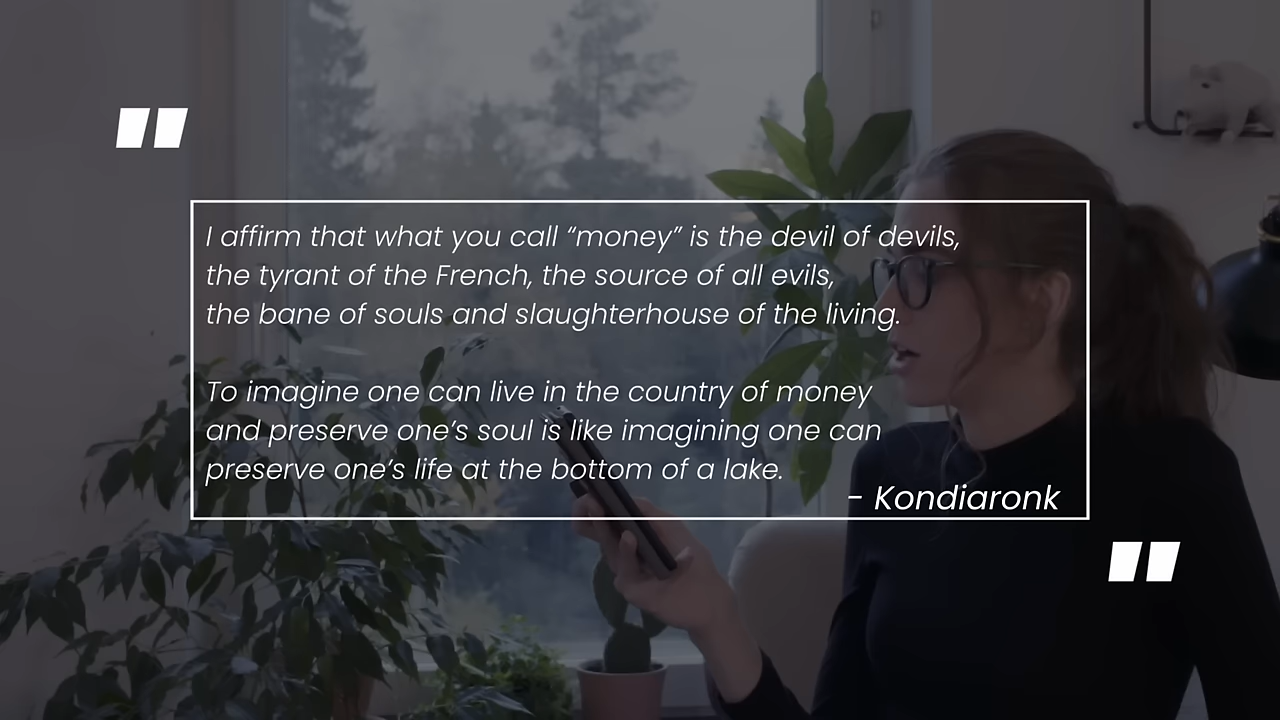 "
I affirm that what you call “money” is the devil of devils,
the tyrant of the French, the source of all evils,
the bane of souls and slaughterhouse of the living.
To imagine one can live in the country of money
and preserve one’s soul is like imagining one can
preserve one’s life at the bottom of a lake.
- Kondiaronk
"